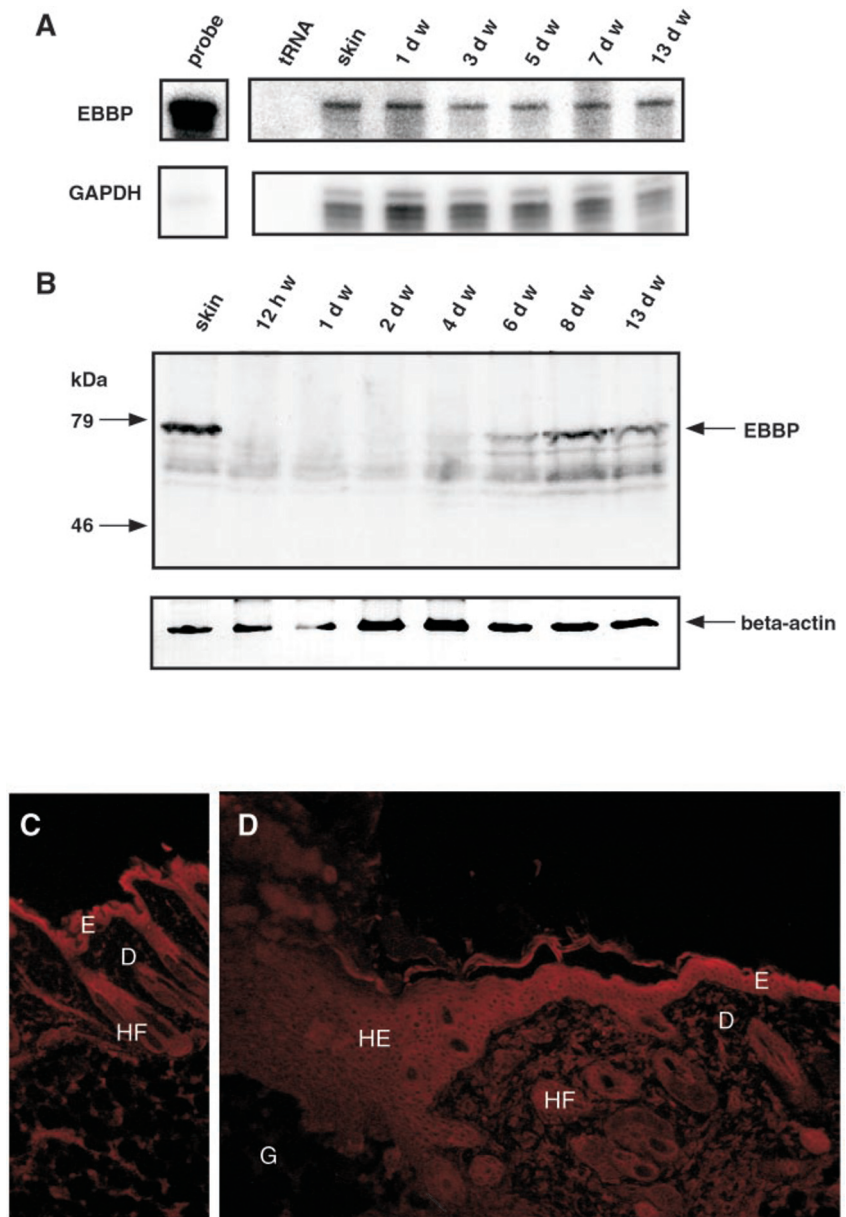 A
probe
tRNA
skin
1 d w
3 d w
5 d w
7 d w
13 d w
EBBP
GAPDH
B
skin
12 h w
1 d w
2 d w
4 d w
6 d w
8 d w
13 d w
kDa
79
EBBP
46
beta-actin
C
D
E
D
HF
E
D
HE
HF
G